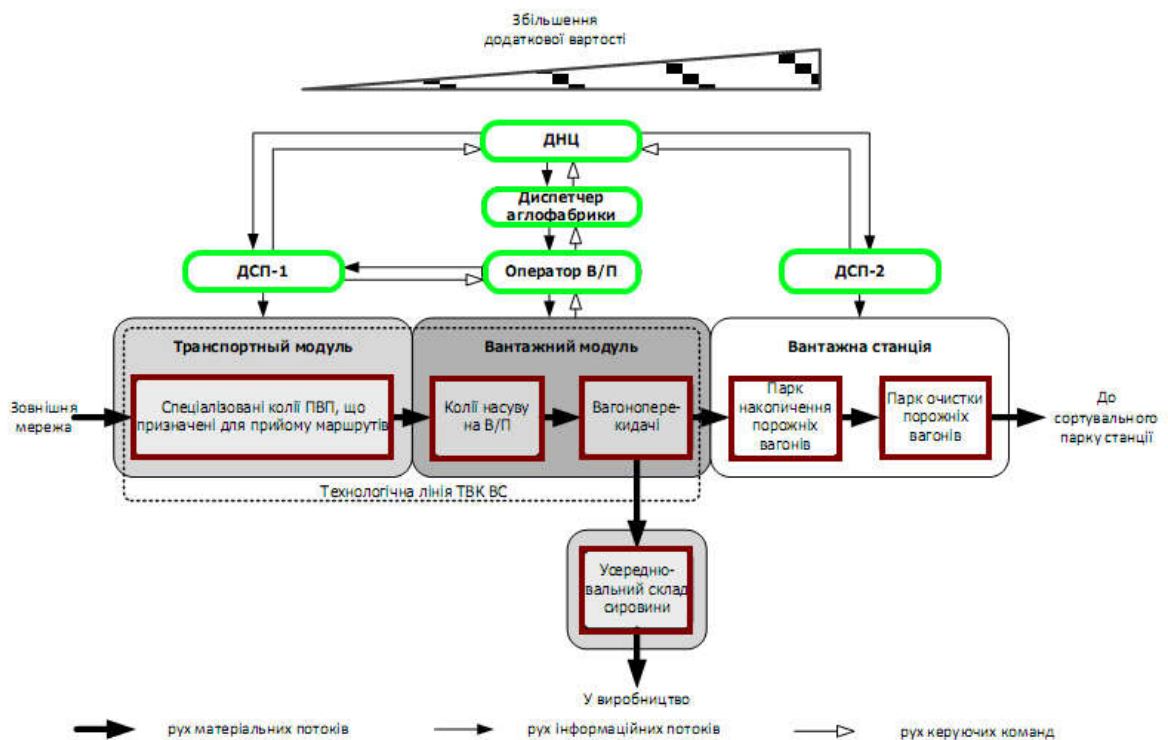 Збільшення
додаткової вартості
ДНЦ
Диспетчер
аглофабрики
ДСП-1
Оператор В/П
ДСП-2
Транспортный модуль
Вантажний модуль
Вантажна станція
Зовнішня
мережа
Спеціалізовані колії ПВП, що
призначені для прийому маршрутів
Колії насуву
на В/П
Вагонопере-
кидачі
Парк
накопичення
порожніх
вагонів
Парк очистки
порожніх
вагонів
До
сортувального
парку станції
Технологічна лінія ТВК ВС
Усередню-
вальний склад
сировини
У виробництво
рух матеріальних потоків
рух інформаційних потоків
рух керуючих команд